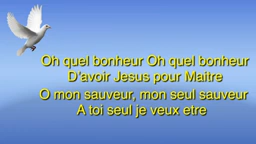 Oh quel bonheur Oh quel bonheur
D'avoir Jesus pour Maitre
O mon sauveur, mon seul sauveur
A toi seul je veux etre